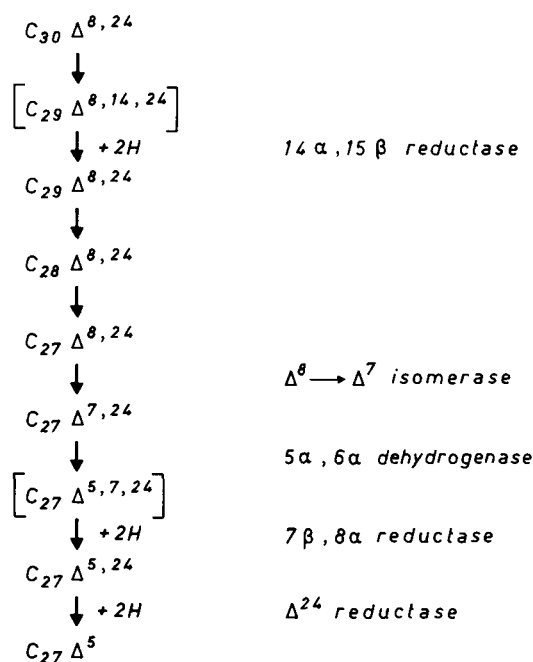 C₃₀ Δ⁸,²⁴
[C₂₉ Δ⁸,¹⁴,²⁴]
+2H 14α,15β reductase
C₂₉ Δ⁸,²⁴
C₂₈ Δ⁸,²⁴
C₂₇ Δ⁸,²⁴
Δ⁸ → Δ⁷ isomerase
C₂₇ Δ⁷,²⁴
5α,6α dehydrogenase
[C₂₇ Δ⁵,⁷,²⁴]
+2H 7β,8α reductase
C₂₇ Δ⁵,²⁴
+2H Δ²⁴ reductase
C₂₇ Δ⁵